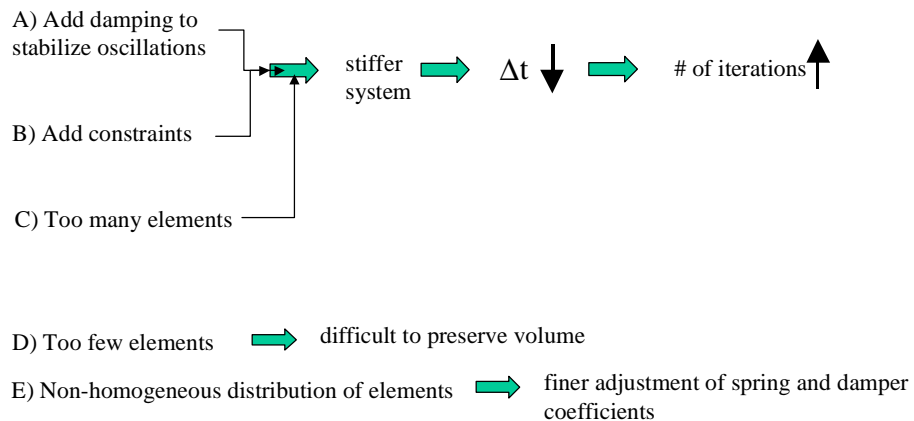 A) Add damping to
stabilize oscillations
stiffer
system
Δt
# of iterations
B) Add constraints
C) Too many elements
D) Too few elements
difficult to preserve volume
E) Non-homogeneous distribution of elements
finer adjustment of spring and damper
coefficients